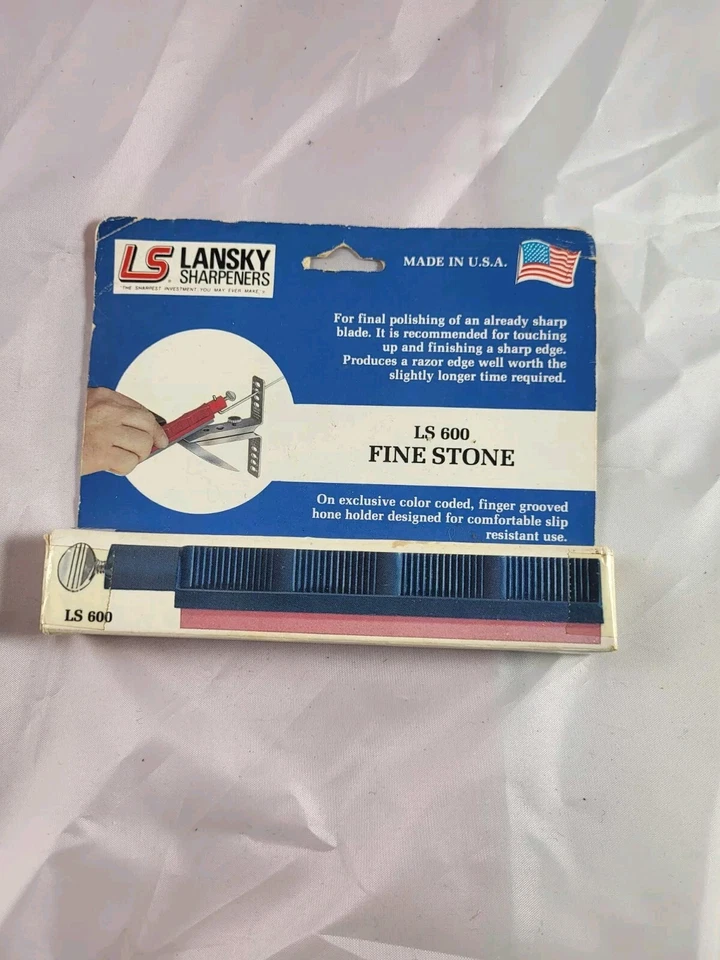 LS LANSKY
SHARPENERS
"THE SHARPEST INVESTMENT YOU MAY EVER MAKE"
MADE IN U.S.A.
For final polishing of an already sharp
blade. It is recommended for touching
up and finishing a sharp edge.
Produces a razor edge well worth the
slightly longer time required.
LS 600
FINE STONE
On exclusive color coded, finger grooved
hone holder designed for comfortable slip
resistant use.
LS 600